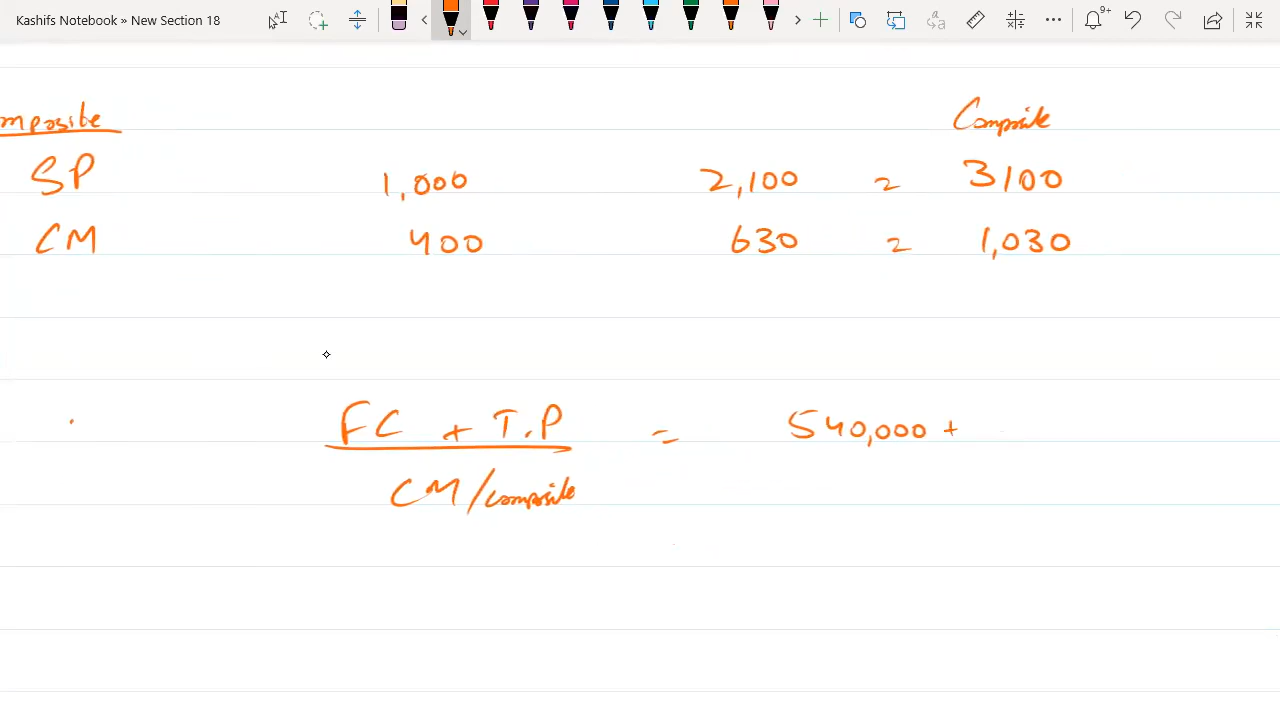 Kashifs Notebook » New Section 18
9+
mposite Composite
SP 1,000 2,100 = 3100
CM 400 630 = 1,030
FC + T.P = 540,000 +
CM/composite